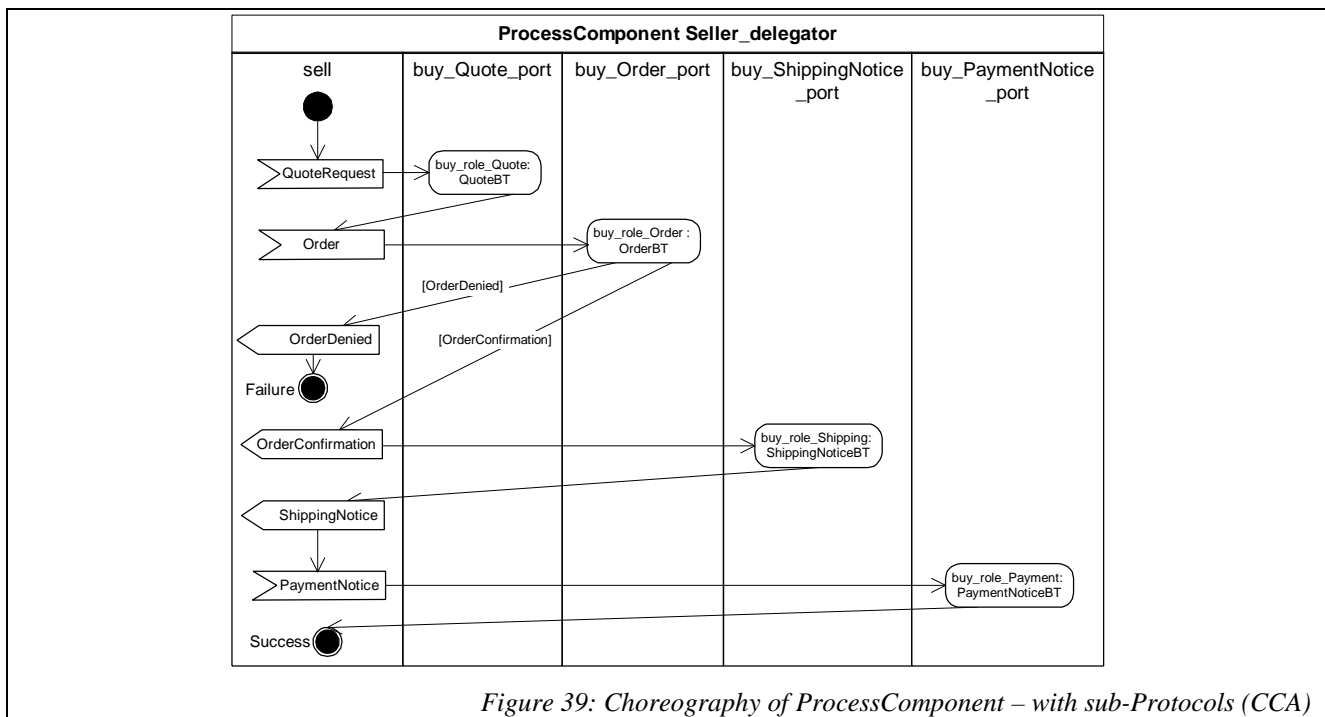 ProcessComponent Seller_delegator
sell
buy_Quote_port
buy_Order_port
buy_ShippingNotice
_port
buy_PaymentNotice
_port
QuoteRequest
buy_role_Quote:
QuoteBT
Order
buy_role_Order :
OrderBT
[OrderDenied]
OrderDenied
[OrderConfirmation]
Failure
OrderConfirmation
buy_role_Shipping:
ShippingNoticeBT
ShippingNotice
PaymentNotice
buy_role_Payment:
PaymentNoticeBT
Success
Figure 39: Choreography of ProcessComponent – with sub-Protocols (CCA)